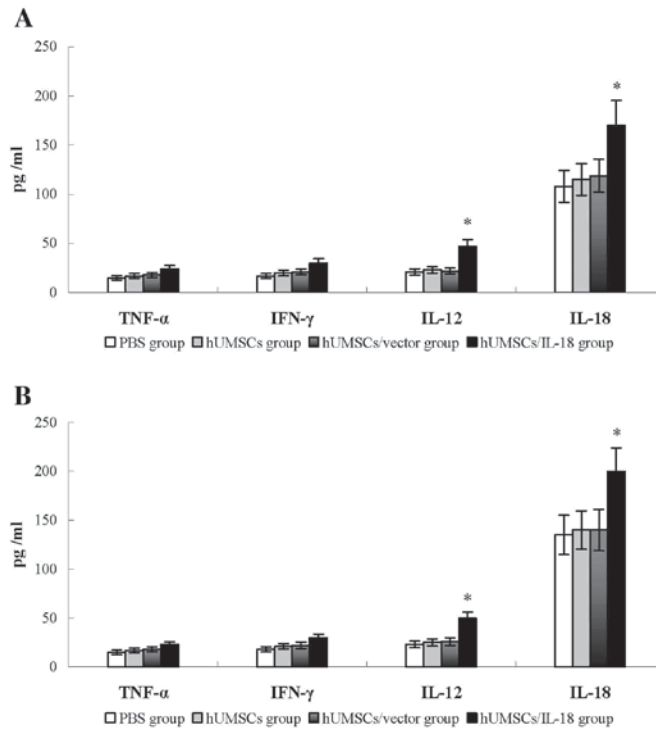 A
pg /ml
250
200
150
100
50
0
*
*
TNF-α IFN-γ IL-12 IL-18
PBS group hUMSCs group hUMSCs/vector group hUMSCs/IL-18 group
B
pg /ml
250
200
150
100
50
0
*
*
TNF-α IFN-γ IL-12 IL-18
PBS group hUMSCs group hUMSCs/vector group hUMSCs/IL-18 group